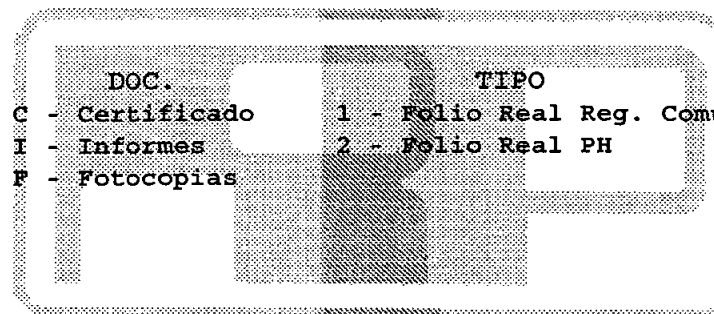 DOC. TIPO
C - Certificado 1 - Folio Real Reg. Com
I - Informes 2 - Folio Real PH
F - Fotocopias